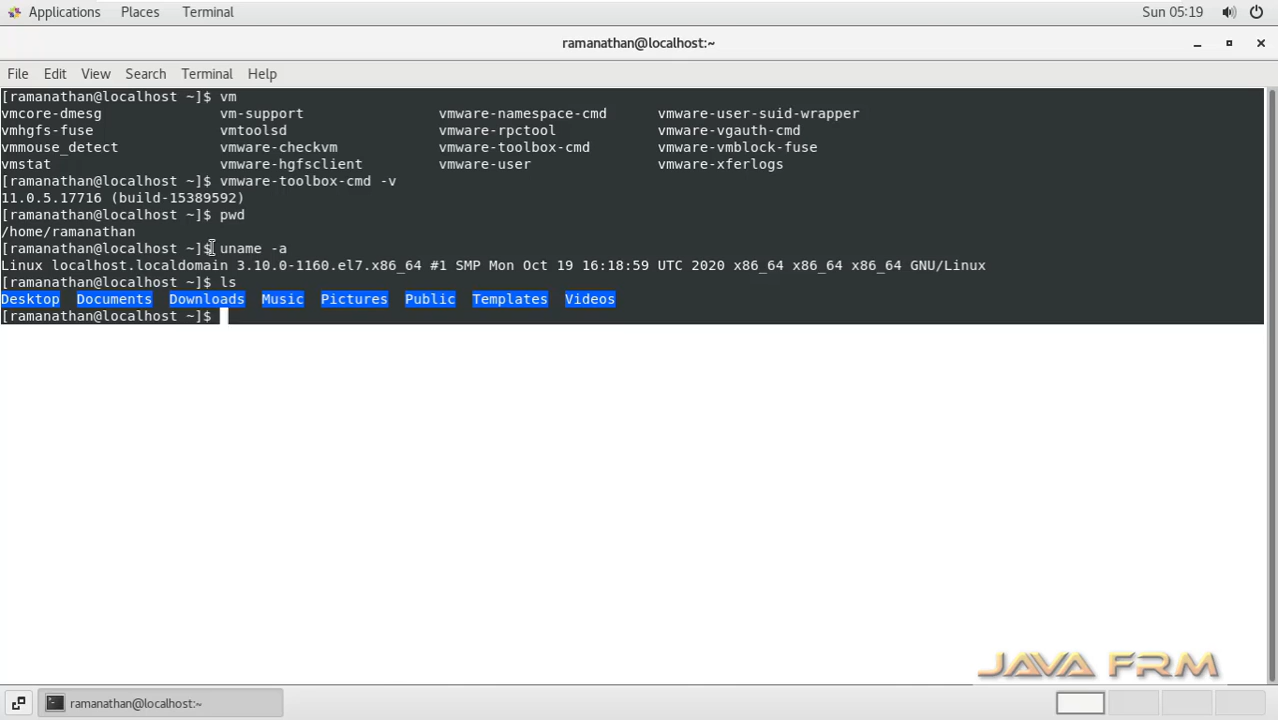 Applications Places Terminal Sun 05:19
ramanathan@localhost:~
File Edit View Search Terminal Help
[ramanathan@localhost ~]$ vm
vmcore-dmesg vm-support vmware-namespace-cmd vmware-user-suid-wrapper
vmhgfs-fuse vmtoolsd vmware-rpctool vmware-vgauth-cmd
vmmouse_detect vmware-checkvm vmware-toolbox-cmd vmware-vmblock-fuse
vmstat vmware-hgfsclient vmware-user vmware-xferlogs
[ramanathan@localhost ~]$ vmware-toolbox-cmd -v
11.0.5.17716 (build-15389592)
[ramanathan@localhost ~]$ pwd
/home/ramanathan
[ramanathan@localhost ~]$ uname -a
Linux localhost.localdomain 3.10.0-1160.el7.x86_64 #1 SMP Mon Oct 19 16:18:59 UTC 2020 x86_64 x86_64 x86_64 GNU/Linux
[ramanathan@localhost ~]$ ls
Desktop Documents Downloads Music Pictures Public Templates Videos
[ramanathan@localhost ~]$
JAVA FRM
ramanathan@localhost:~